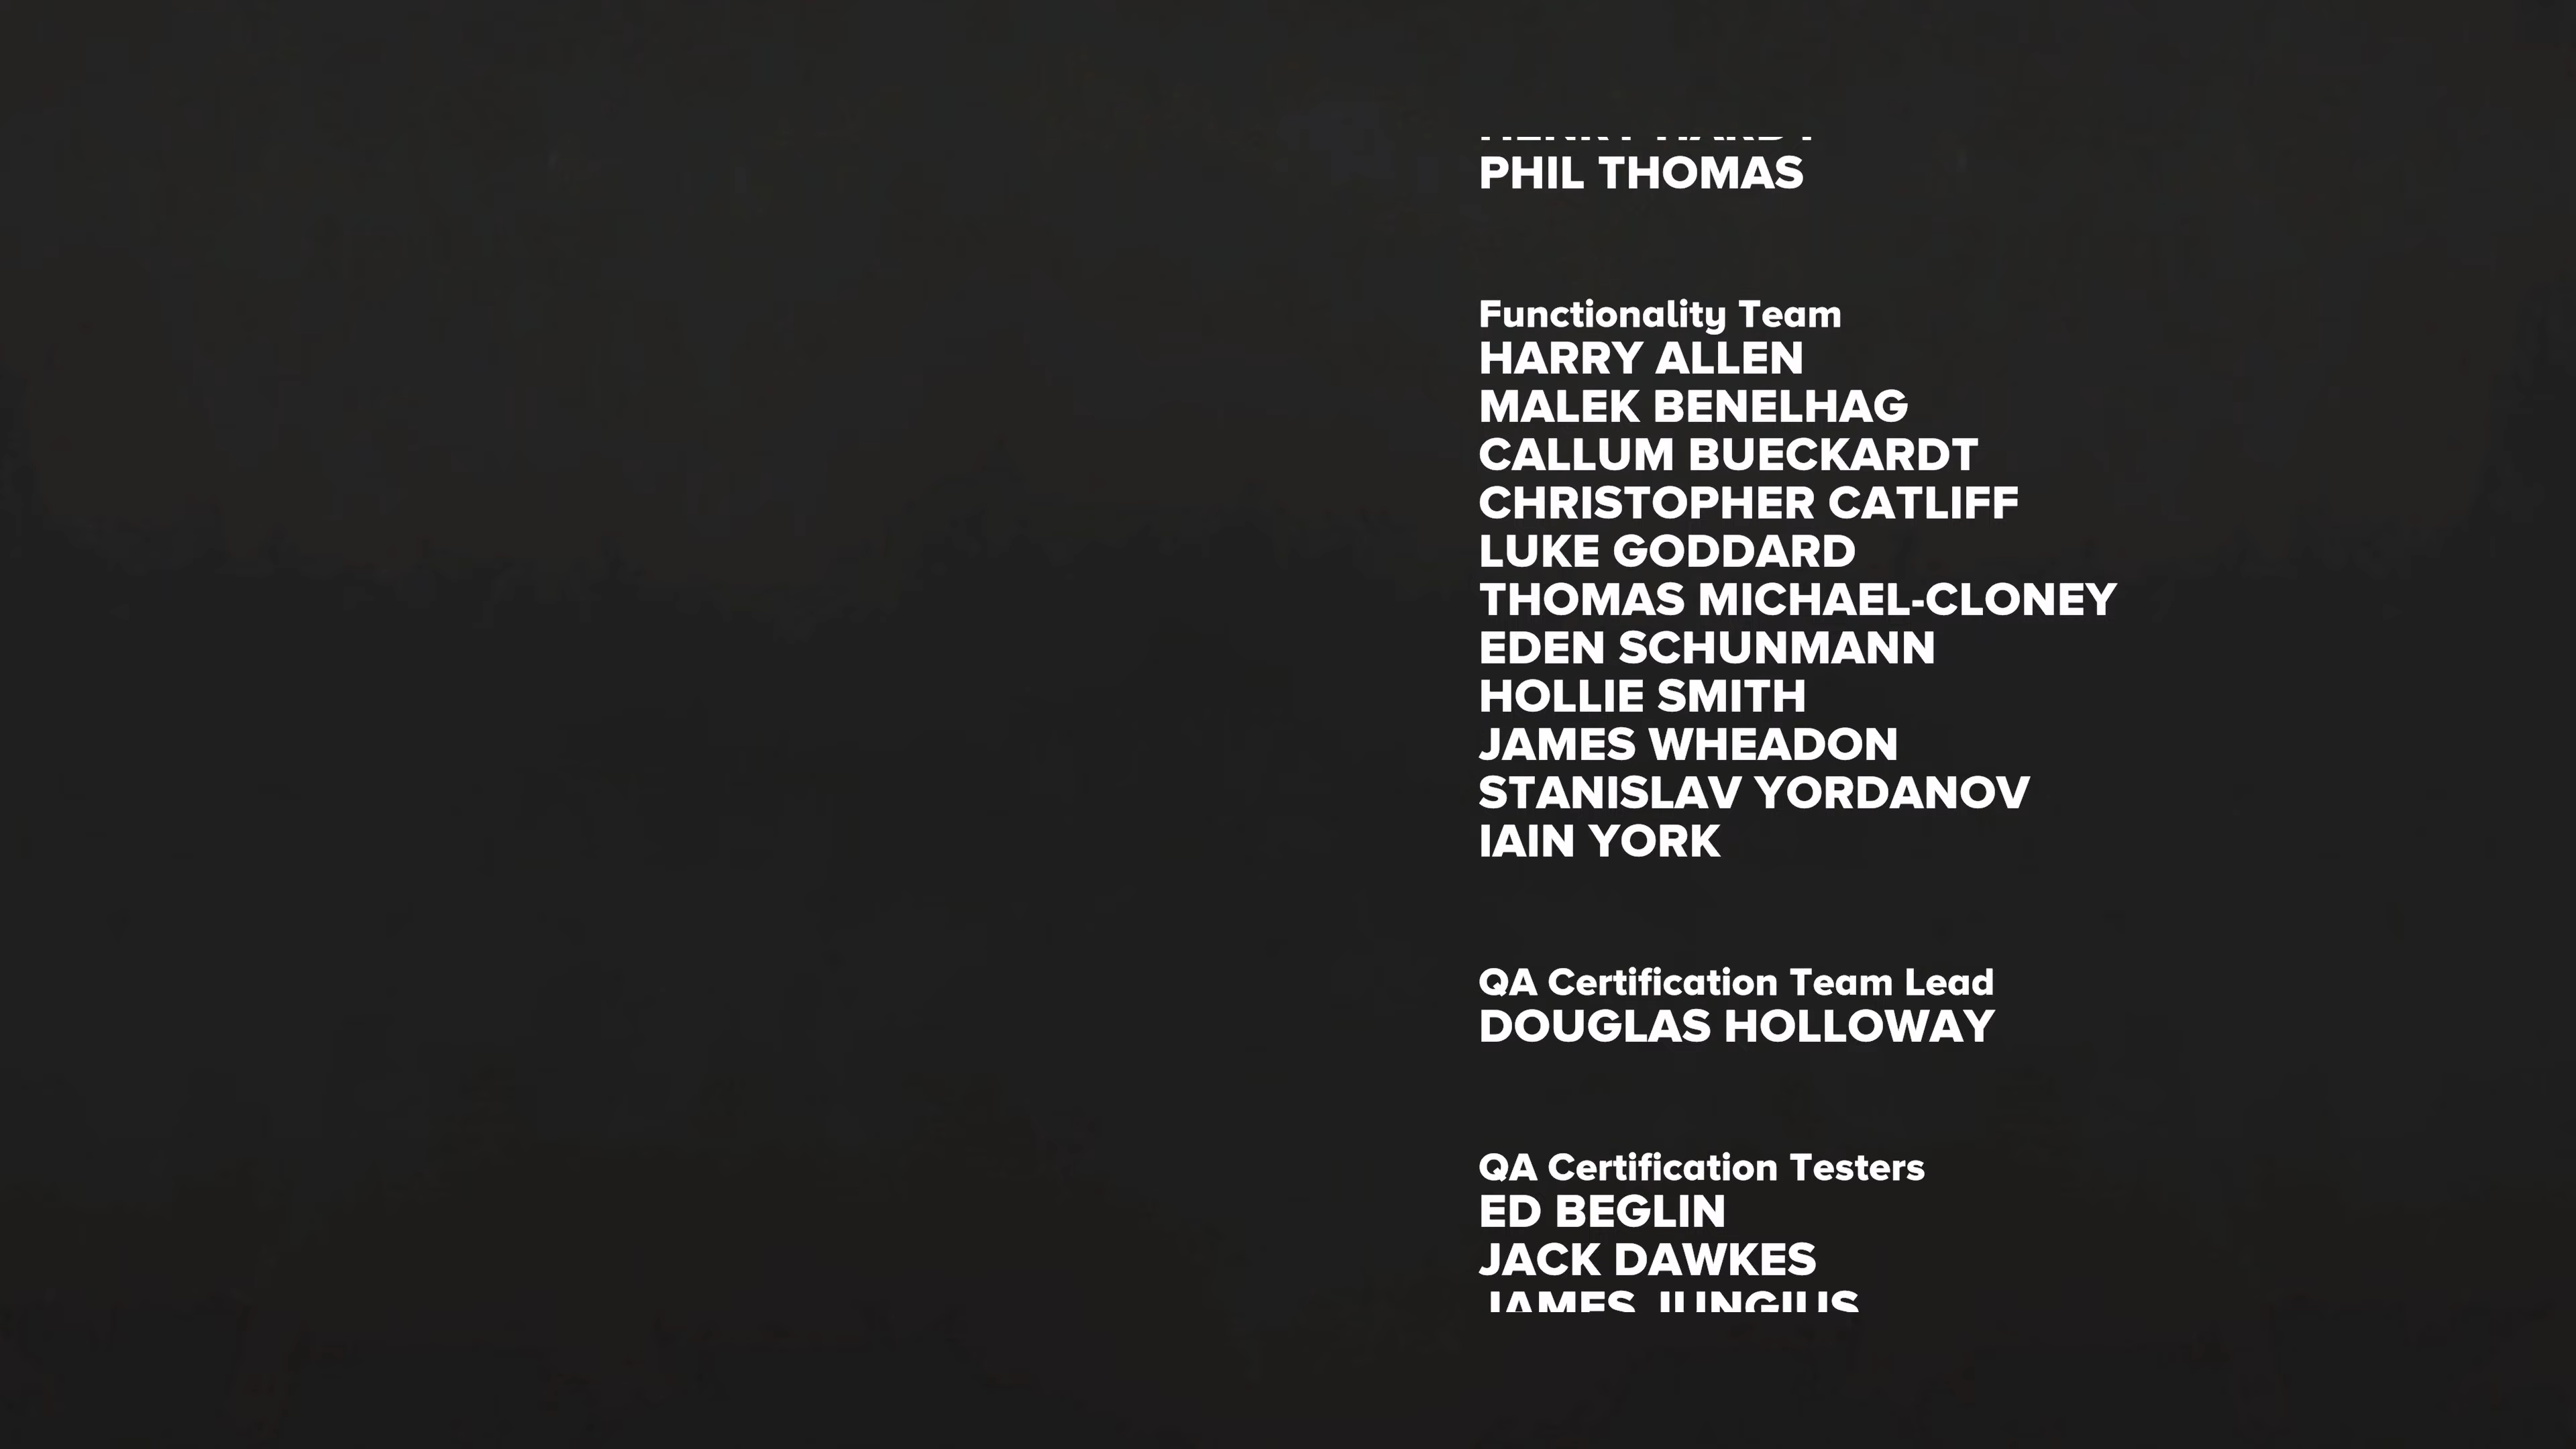 PHIL THOMAS
Functionality Team
HARRY ALLEN
MALEK BENELHAG
CALLUM BUECKARDT
CHRISTOPHER CATLIFF
LUKE GODDARD
THOMAS MICHAEL-CLONEY
EDEN SCHUNMANN
HOLLIE SMITH
JAMES WHEADON
STANISLAV YORDANOV
IAIN YORK
QA Certification Team Lead
DOUGLAS HOLLOWAY
QA Certification Testers
ED BEGLIN
JACK DAWKES
JAMES JUNGIUS